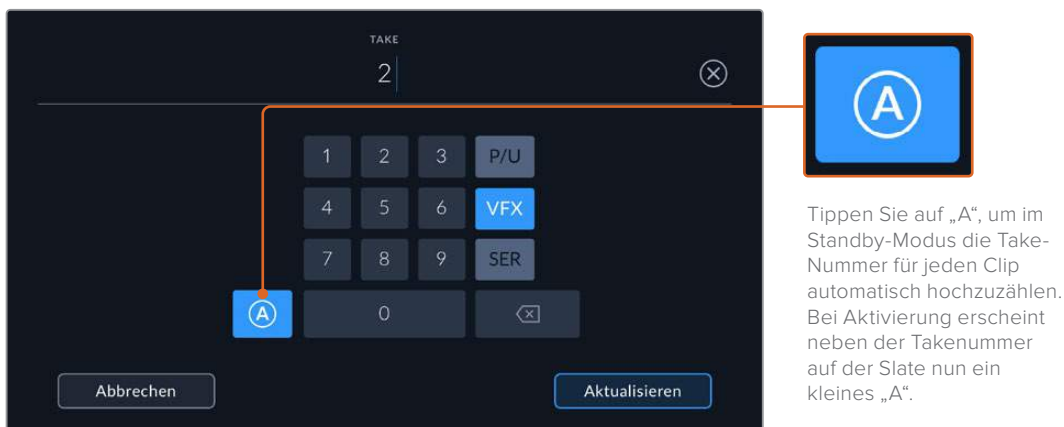 TAKE
2
1 2 3 P/U
4 5 6 VFX
7 8 9 SER
A 0
Abbrechen Aktualisieren
A
Tippen Sie auf „A“, um im
Standby-Modus die Take-
Nummer für jeden Clip
automatisch hochzuzählen.
Bei Aktivierung erscheint
neben der Takenummer
auf der Slate nun ein
kleines „A“.